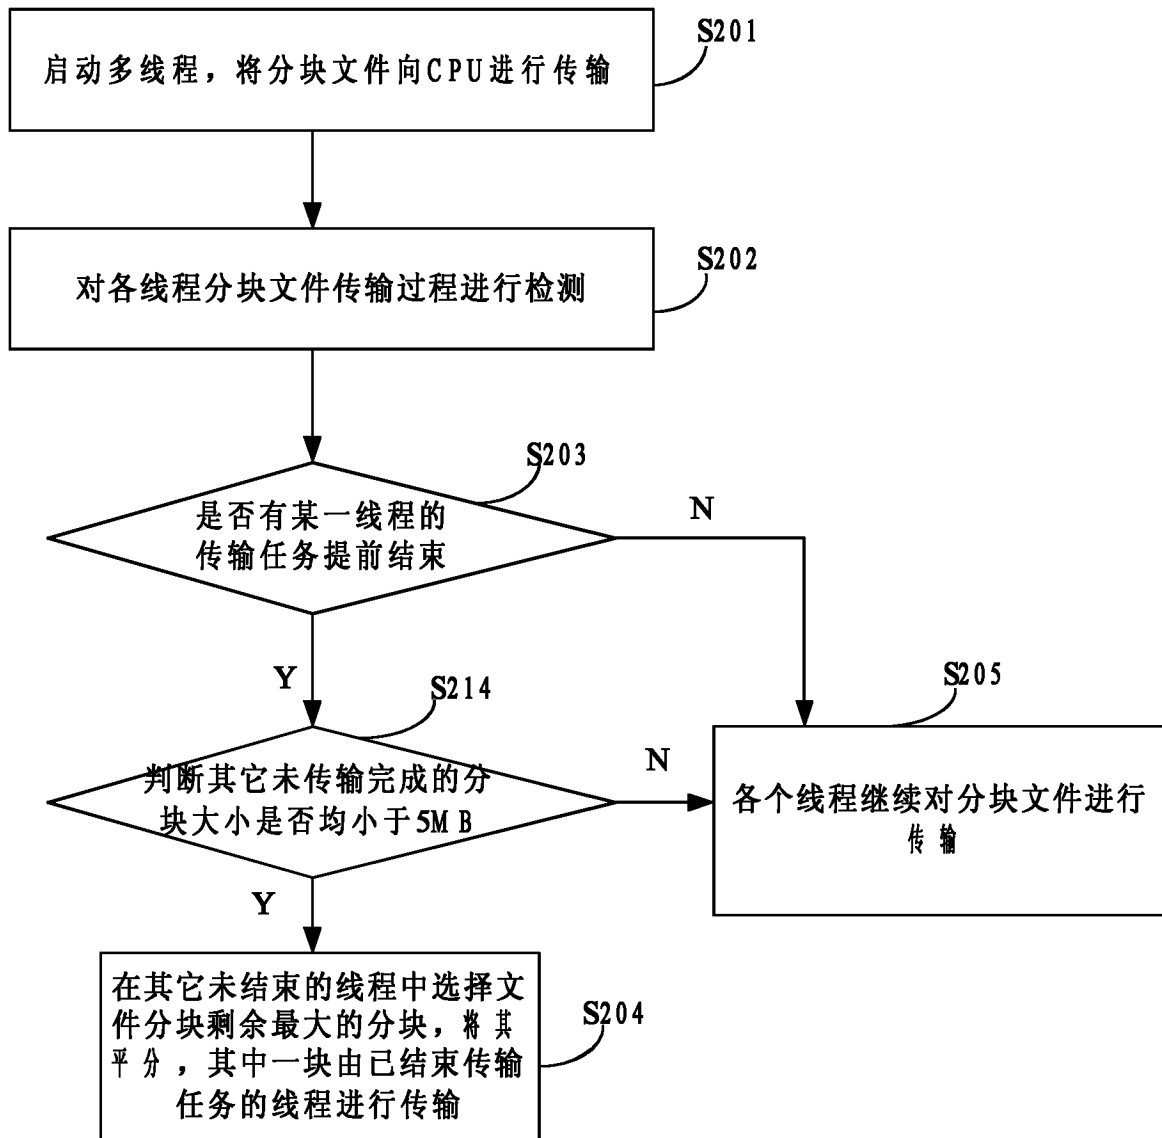 S201
启动多线程，将分块文件向CPU进行传输
S202
对各线程分块文件传输过程进行检测
S203
是否有某一线程的
传输任务提前结束
N
Y
S214
S205
判断其它未传输完成的分
块大小是否均小于5MB
N
各个线程继续对分块文件进行
传输
Y
在其它未结束的线程中选择文
件分块剩余最大的分块，将其
平分，其中一块由已结束传输
任务的线程进行传输
S204